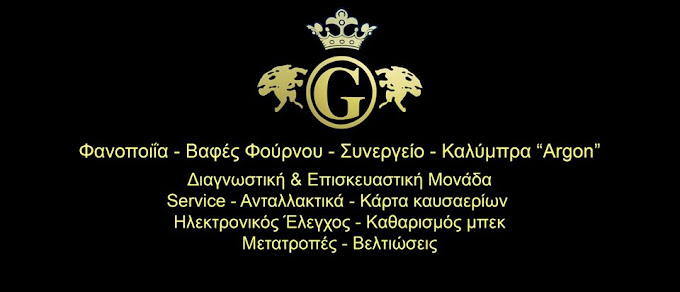 G
Φανοποιΐα - Βαφές Φούρνου - Συνεργείο - Καλύμπρα “Argon”
Διαγνωστική & Επισκευαστική Μονάδα
Service - Ανταλλακτικά - Κάρτα καυσαερίων
Ηλεκτρονικός Έλεγχος - Καθαρισμός μπεκ
Μετατροπές - Βελτιώσεις